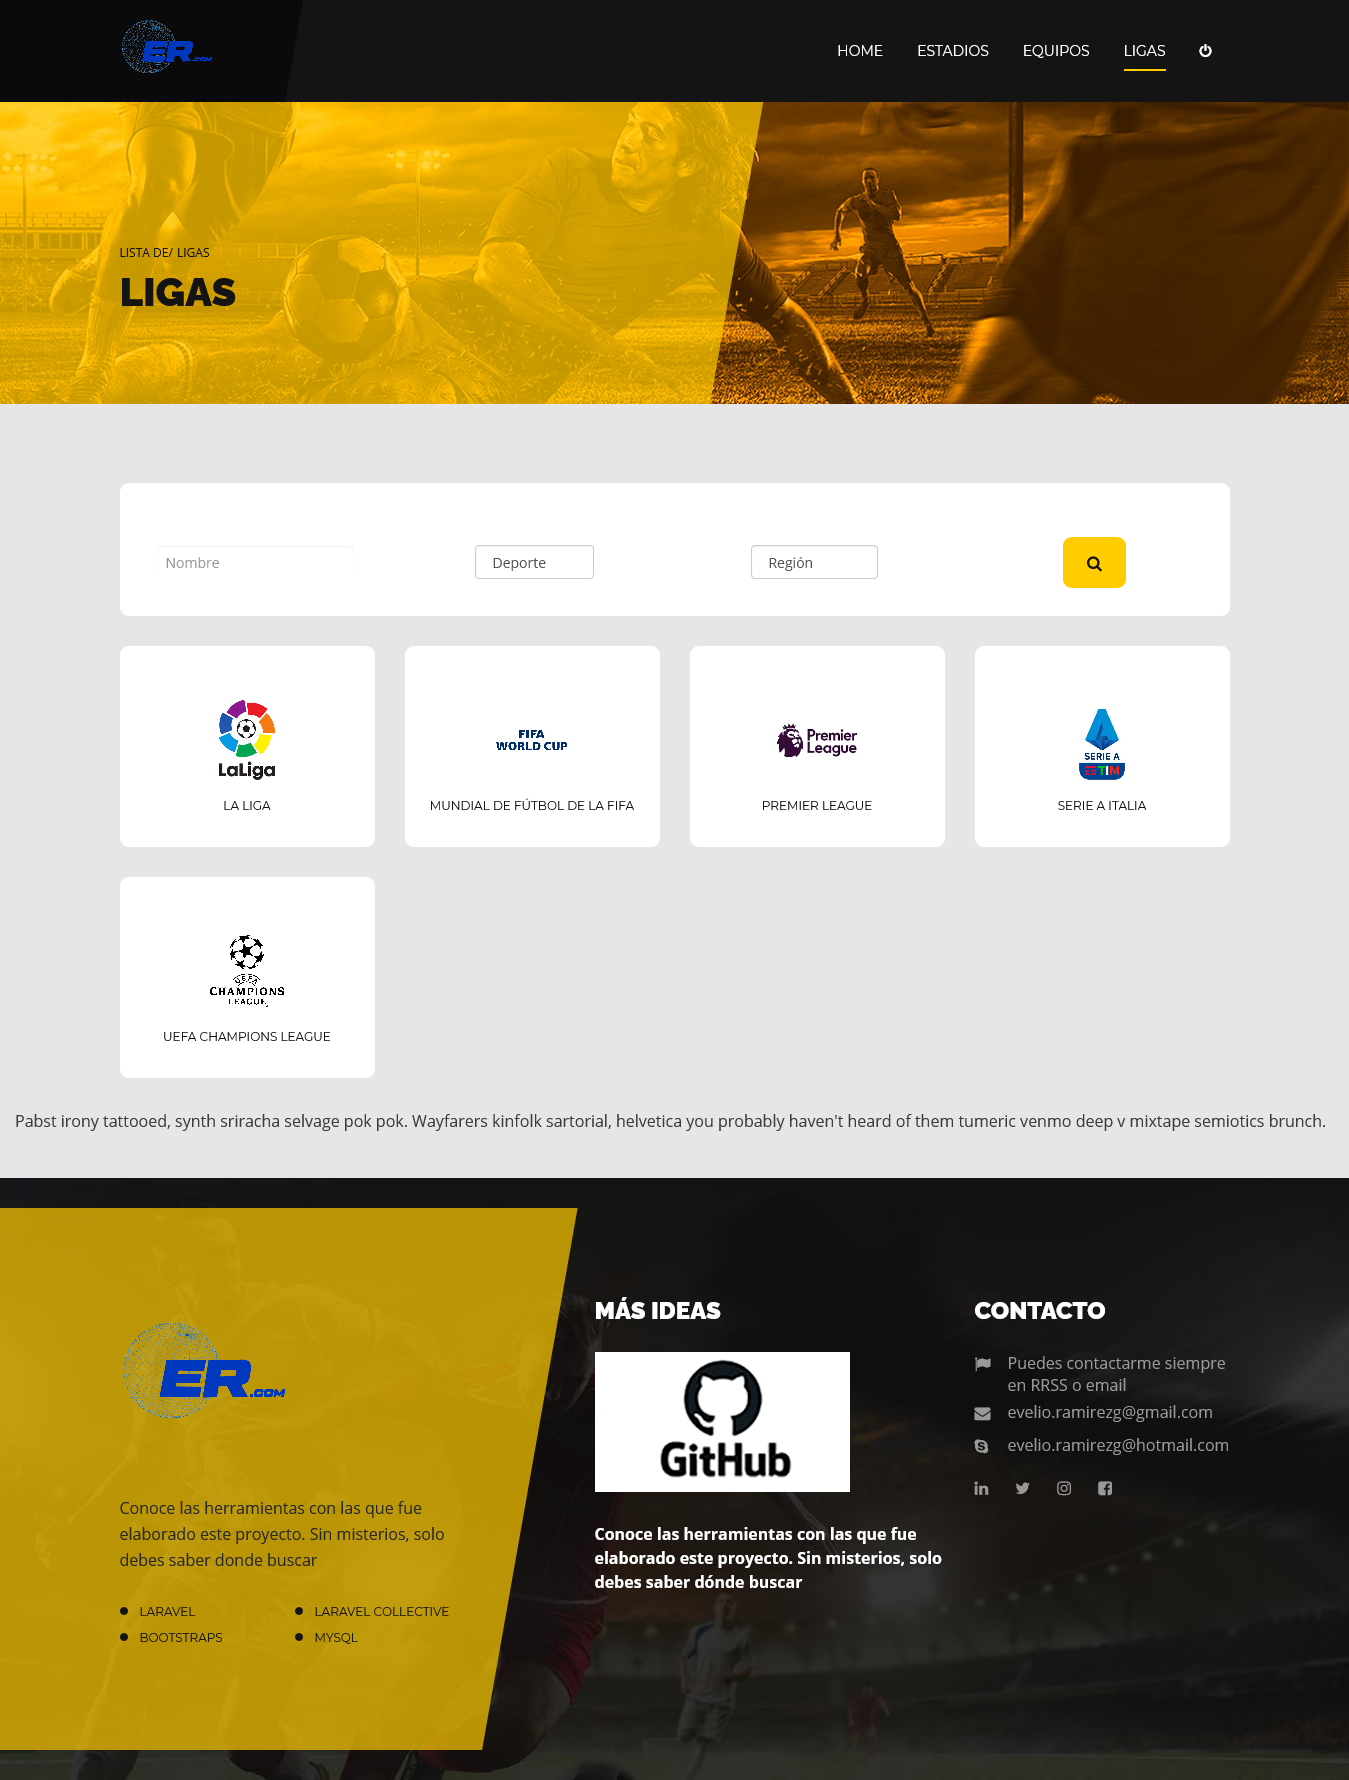 ER.COM
HOME ESTADIOS EQUIPOS LIGAS
LISTA DE/ LIGAS
LIGAS
Nombre Deporte Región
LaLiga
LA LIGA
FIFA
WORLD CUP
MUNDIAL DE FÚTBOL DE LA FIFA
Premier
League
PREMIER LEAGUE
SERIE A
TIM
SERIE A ITALIA
UEFA
CHAMPIONS
LEAGUE
UEFA CHAMPIONS LEAGUE
Pabst irony tattooed, synth sriracha selvage pok pok. Wayfarers kinfolk sartorial, helvetica you probably haven't heard of them tumeric venmo deep v mixtape semiotics brunch.
ER.COM
Conoce las herramientas con las que fue
elaborado este proyecto. Sin misterios, solo
debes saber donde buscar
LARAVEL
LARAVEL COLLECTIVE
BOOTSTRAPS
MYSQL
MÁS IDEAS
GitHub
Conoce las herramientas con las que fue
elaborado este proyecto. Sin misterios, solo
debes saber dónde buscar
CONTACTO
Puedes contactarme siempre
en RRSS o email
evelio.ramirezg@gmail.com
evelio.ramirezg@hotmail.com